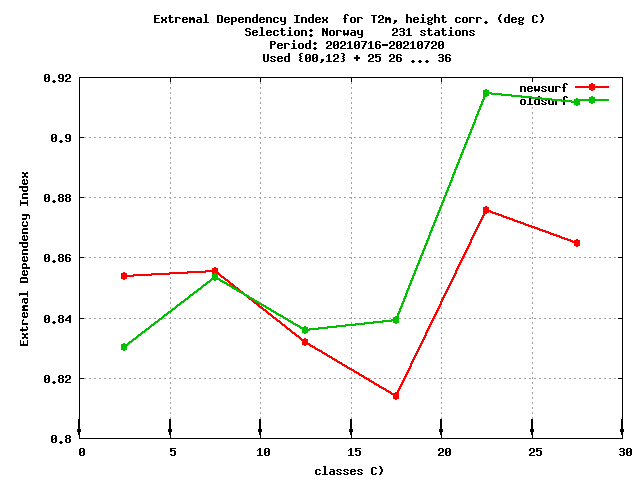 Extremal Dependency Index  for T2m, height corr. (deg C)
Selection: Norway    231 stations
Period: 20210716-20210720
Used {00,12} + 25 26 ... 36
newsurf
oldsurf
0.92
0.9
0.88
0.86
0.84
0.82
0.8
Extremal Dependency Index
0 5 10 15 20 25 30
classes C)